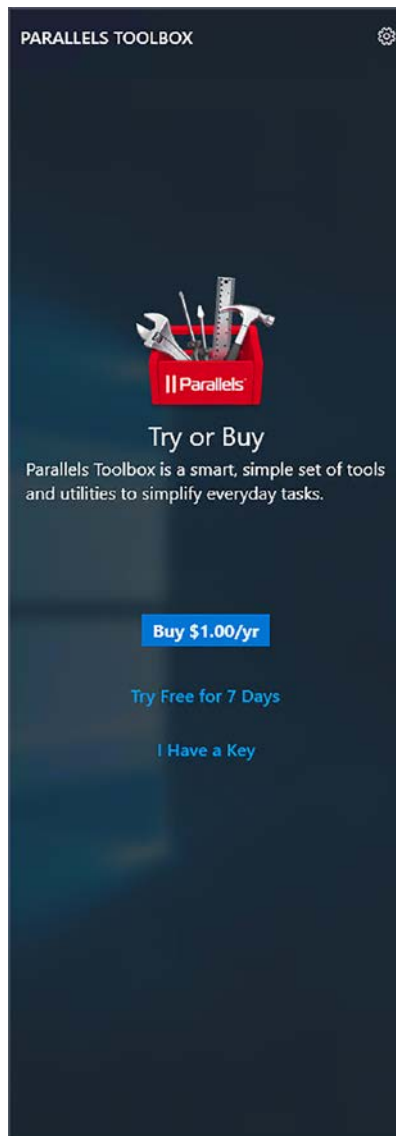 PARALLELS TOOLBOX
|| Parallels®
Try or Buy
Parallels Toolbox is a smart, simple set of tools
and utilities to simplify everyday tasks.
Buy $1.00/yr
Try Free for 7 Days
I Have a Key